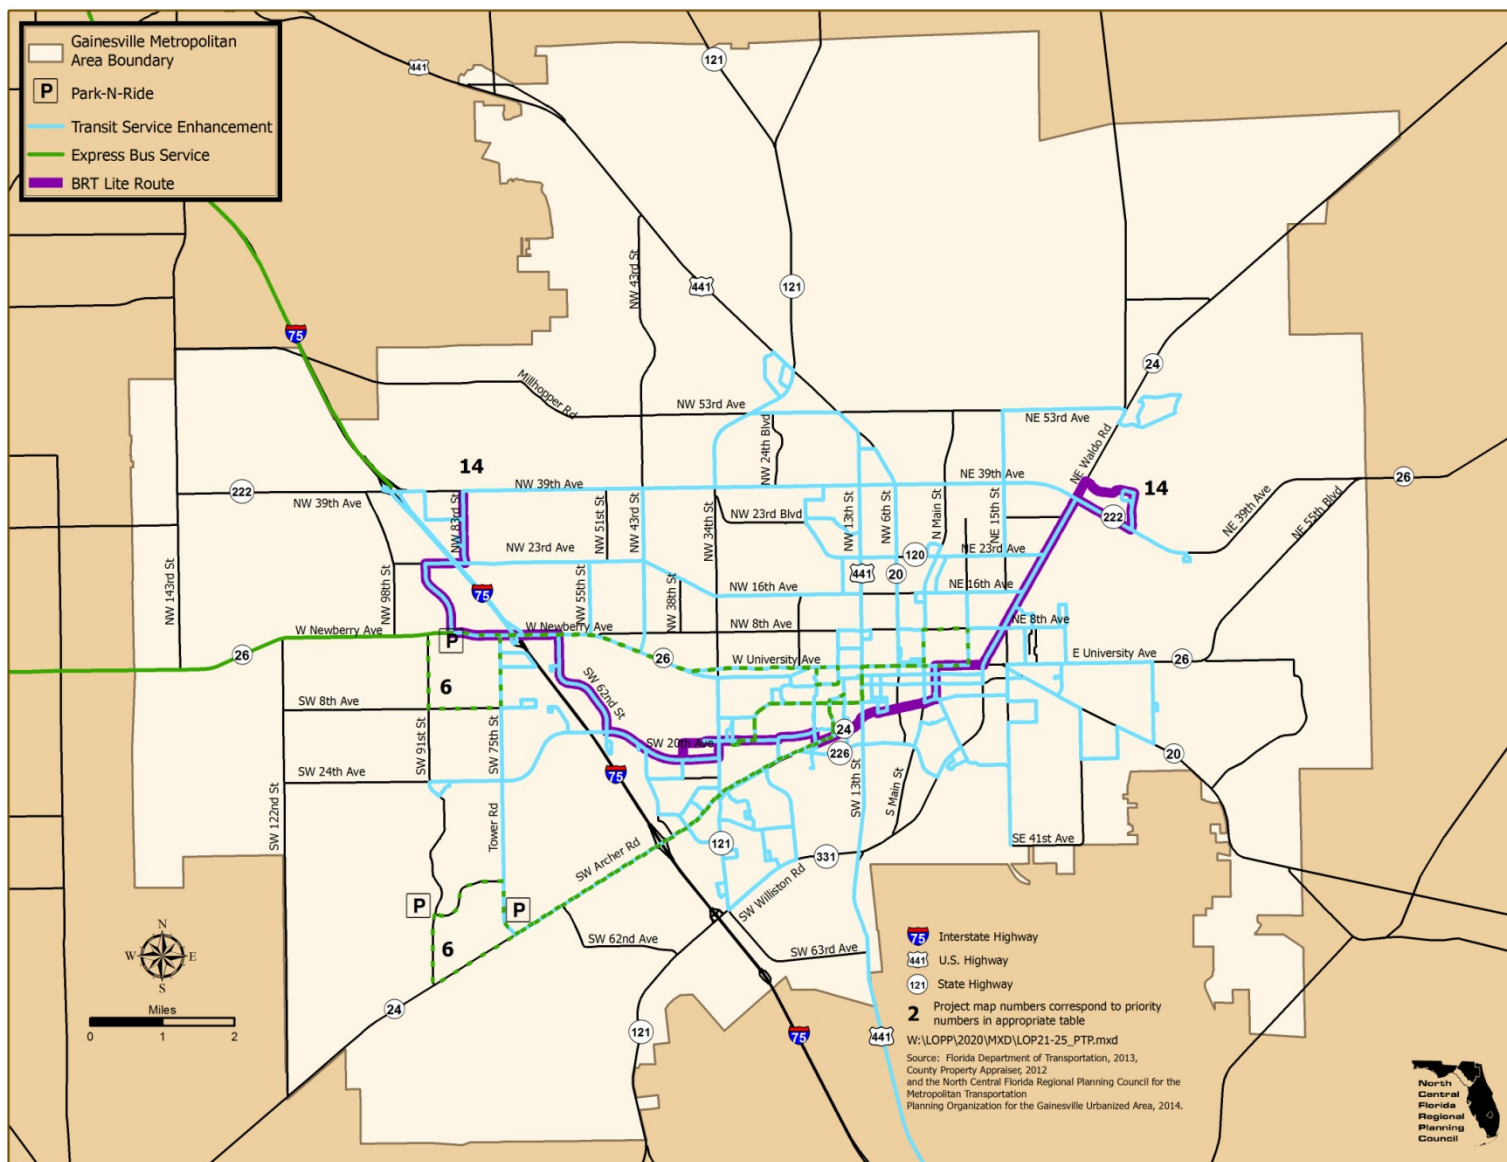 Gainesville Metropolitan
Area Boundary
P
Park-N-Ride
Transit Service Enhancement
Express Bus Service
BRT Lite Route
441
121
NW 43rd St
441
121
75
24
Millhopper Rd
NW 53rd Ave
NE 53rd Ave
NW 24th Blvd
NE Waldo Rd
14
222
NW 39th Ave
NW 39th Ave
NE 39th Ave
14
26
NW 83rd St
NW 51st St
NW 43rd St
NW 34th St
NW 23rd Blvd
NW 13th St
NW 6th St
N Main St
NE 15th St
222
NE 39th Ave
NE 55th Blvd
NW 143rd St
NW 98th St
NW 23rd Ave
120
NE 23rd Ave
441
20
75
NW 55th St
NW 38th St
NW 16th Ave
NE 16th Ave
W Newberry Ave
P
W Newberry Ave
NW 8th Ave
NE 8th Ave
26
26
W University Ave
E University Ave
26
6
SW 62nd St
SW 8th Ave
SW 91st St
SW 75th St
SW 20th Ave
24
226
20
SW 24th Ave
75
SW 122nd St
Tower Rd
SW 13th St
S Main St
SW Archer Rd
121
331
SE 41st Ave
SW Williston Rd
P
P
6
SW 62nd Ave
SW 63rd Ave
24
121
75
441
N
W
E
S
Miles
0
1
2
75
Interstate Highway
441
U.S. Highway
121
State Highway
2
Project map numbers correspond to priority
numbers in appropriate table
W:\LOPP\2020\MXD\LOP21-25_PTP.mxd
Source: Florida Department of Transportation, 2013,
County Property Appraiser, 2012
and the North Central Florida Regional Planning Council for the
Metropolitan Transportation
Planning Organization for the Gainesville Urbanized Area, 2014.
North
Central
Florida
Regional
Planning
Council